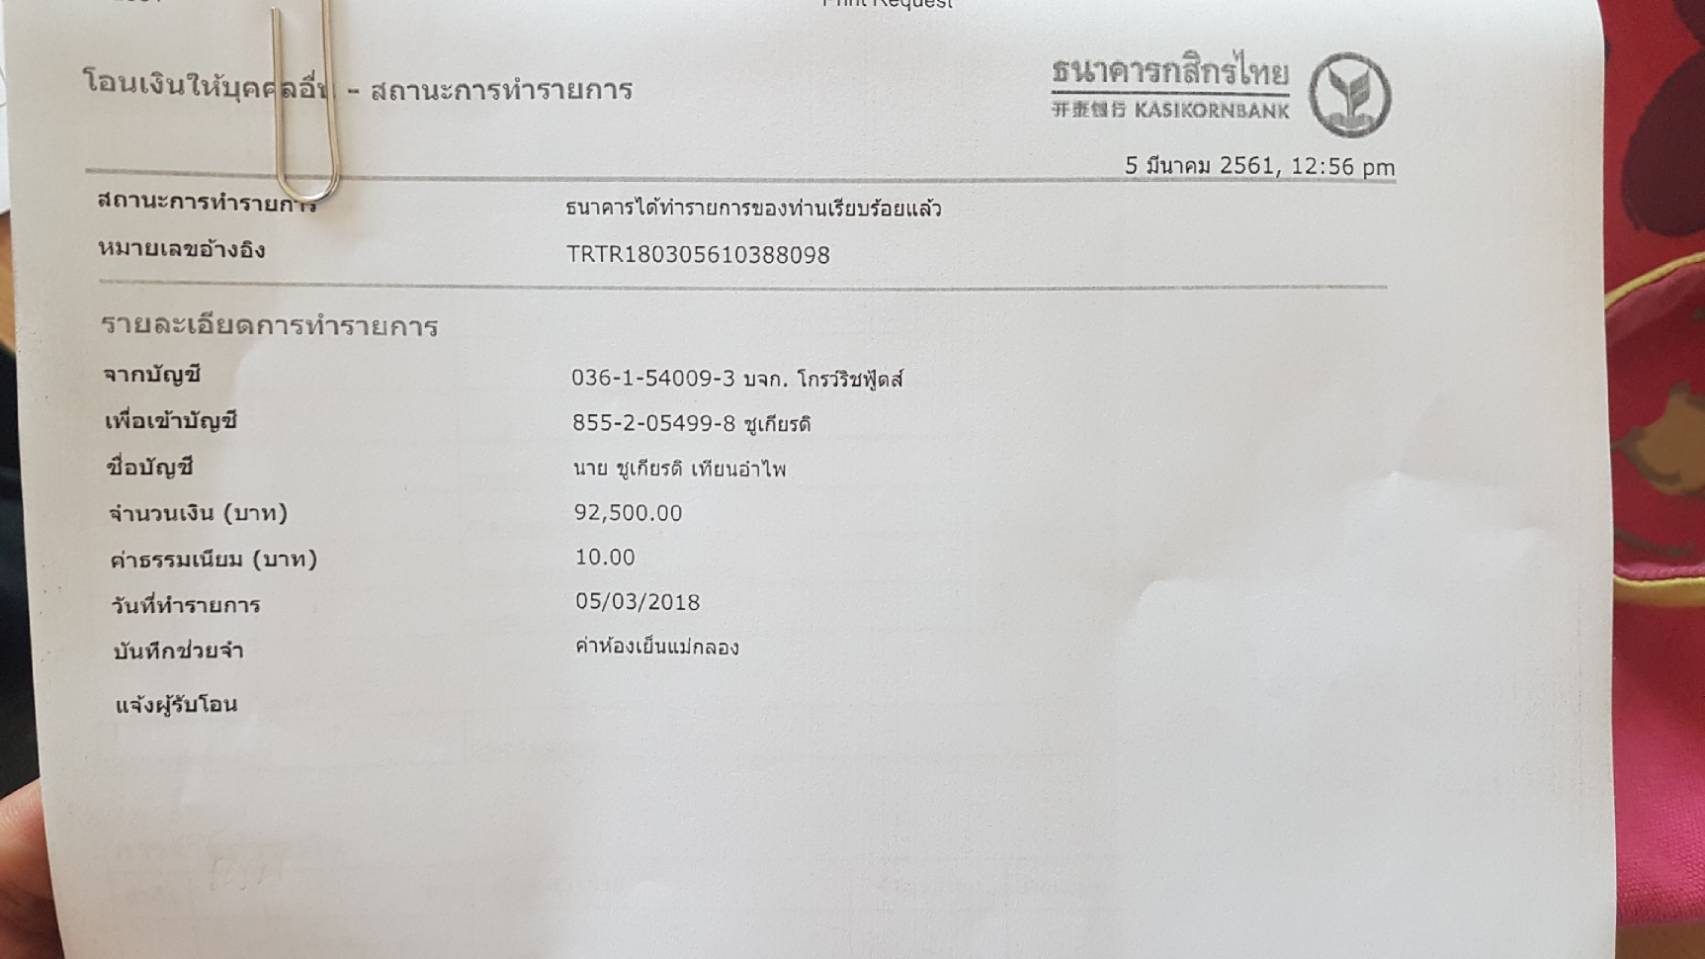 Print Request
โอนเงินให้บุคคลอื่น - สถานะการทำรายการ
ธนาคารกสิกรไทย
开泰银行 KASIKORNBANK
5 มีนาคม 2561, 12:56 pm
สถานะการทำรายการ ธนาคารได้ทำรายการของท่านเรียบร้อยแล้ว
หมายเลขอ้างอิง TRTR180305610388098
รายละเอียดการทำรายการ
จากบัญชี 036-1-54009-3 บจก. โกรว์ริชฟู้ดส์
เพื่อเข้าบัญชี 855-2-05499-8 ชูเกียรติ
ชื่อบัญชี นาย ชูเกียรติ เทียนอำไพ
จำนวนเงิน (บาท) 92,500.00
ค่าธรรมเนียม (บาท) 10.00
วันที่ทำรายการ 05/03/2018
บันทึกช่วยจำ ค่าห้องเย็นแม่กลอง
แจ้งผู้รับโอน